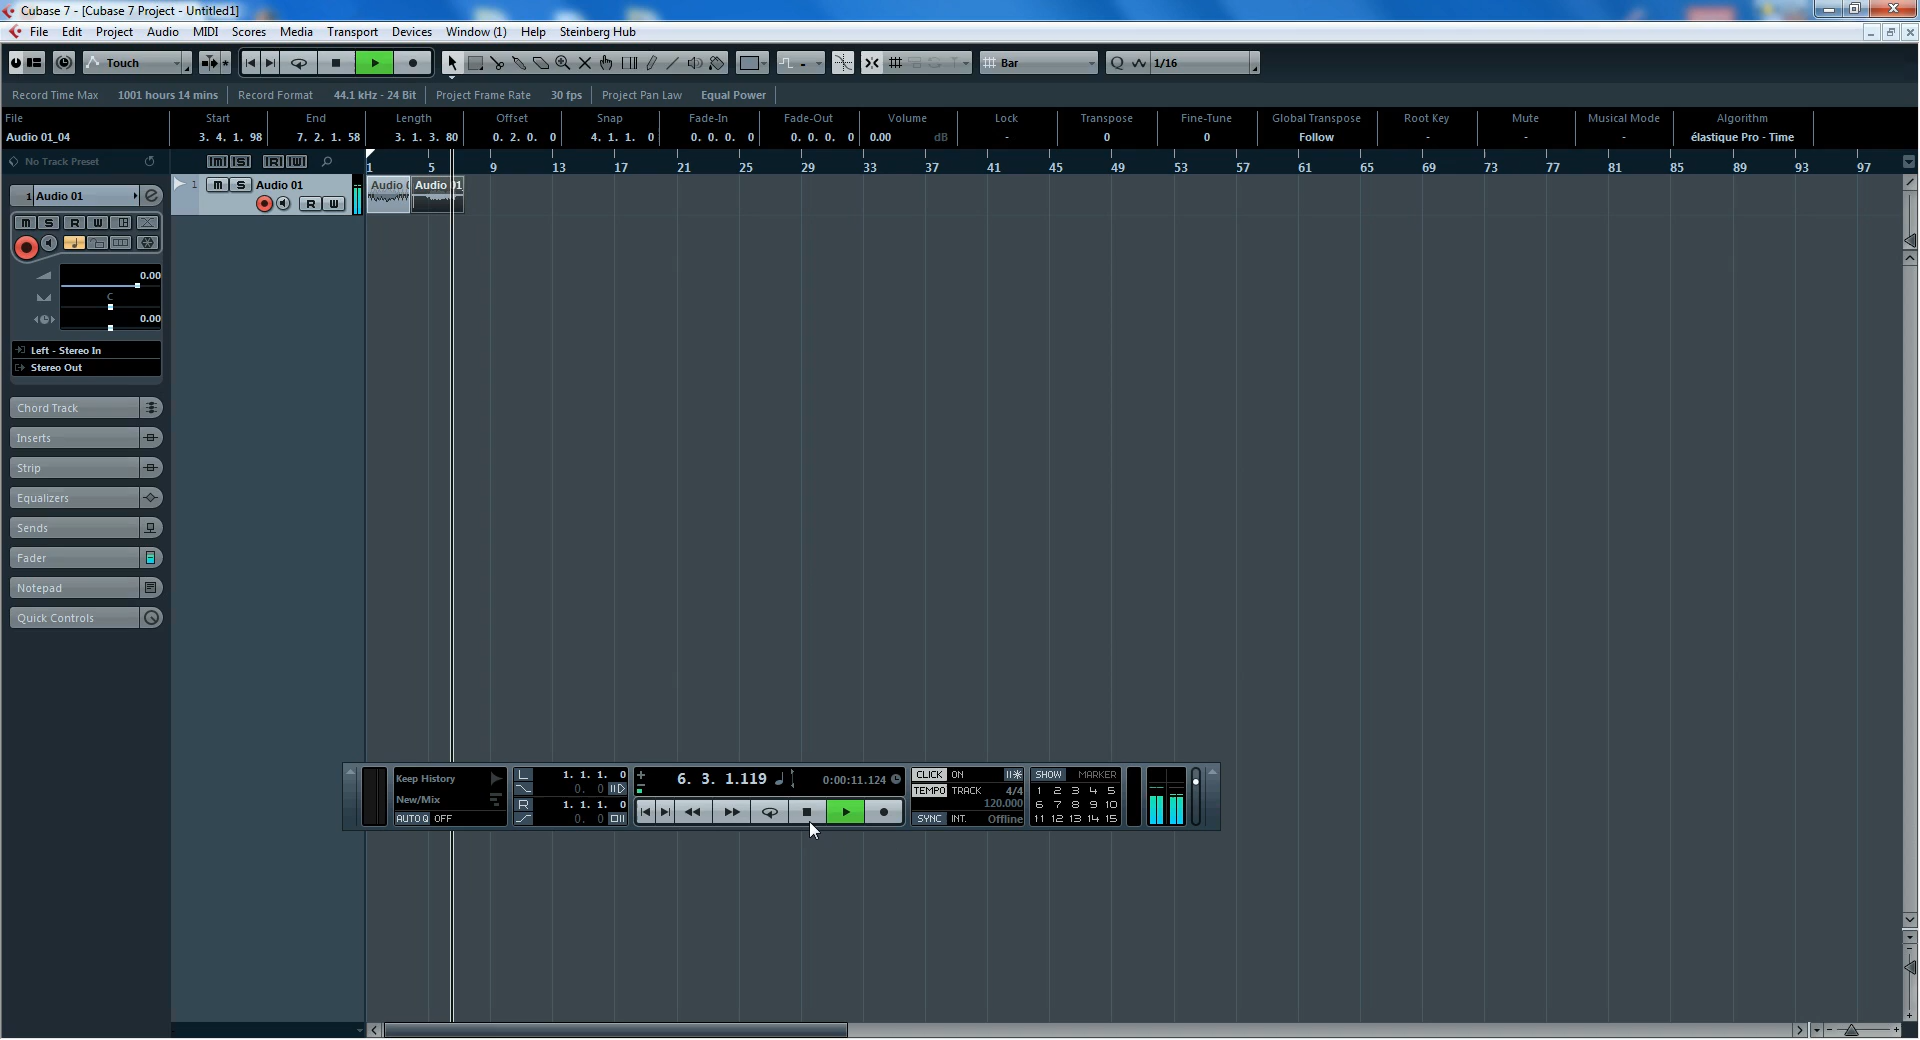 Cubase 7 - [Cubase 7 Project - Untitled1]
File Edit Project Audio MIDI Scores Media Transport Devices Window (1) Help Steinberg Hub
Touch Bar Q 1/16
Record Time Max 1001 hours 14 mins Record Format 44.1 kHz - 24 Bit Project Frame Rate 30 fps Project Pan Law Equal Power
File Start End Length Offset Snap Fade-In Fade-Out Volume Lock Transpose Fine-Tune Global Transpose Root Key Mute Musical Mode Algorithm
Audio 01_04 3. 4. 1. 98 7. 2. 1. 58 3. 1. 3. 80 0. 2. 0. 0 4. 1. 1. 0 0. 0. 0. 0 0. 0. 0. 0 0.00 dB - 0 0 Follow - - - élastique Pro - Time
No Track Preset M S R W
1 5 9 13 17 21 25 29 33 37 41 45 49 53 57 61 65 69 73 77 81 85 89 93 97
1 Audio 01 e
1 M S Audio 01
R W
Audio 0 Audio 01
M S R W
0.00
C
0.00
Left - Stereo In
Stereo Out
Chord Track
Inserts
Strip
Equalizers
Sends
Fader
Notepad
Quick Controls
Keep History
New/Mix
AUTO Q OFF
L 1. 1. 1. 0
0. 0
R 1. 1. 1. 0
0. 0
6. 3. 1.119 0:00:11.124
CLICK ON
TEMPO TRACK 4/4
120.000
SYNC INT. Offline
SHOW MARKER
1 2 3 4 5
6 7 8 9 10
11 12 13 14 15